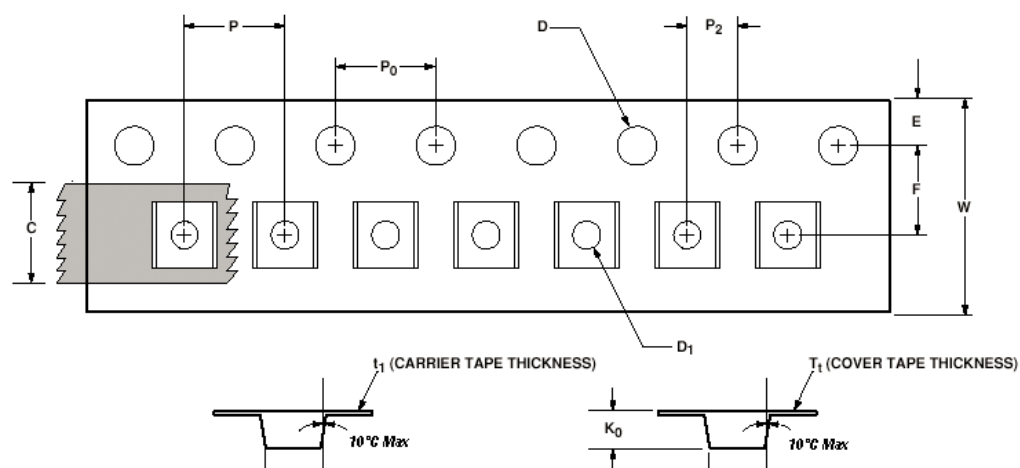 P
D
P₂
P₀
E
F
C
W
D₁
t₁ (CARRIER TAPE THICKNESS)
Tₜ (COVER TAPE THICKNESS)
K₀
10°C Max
10°C Max